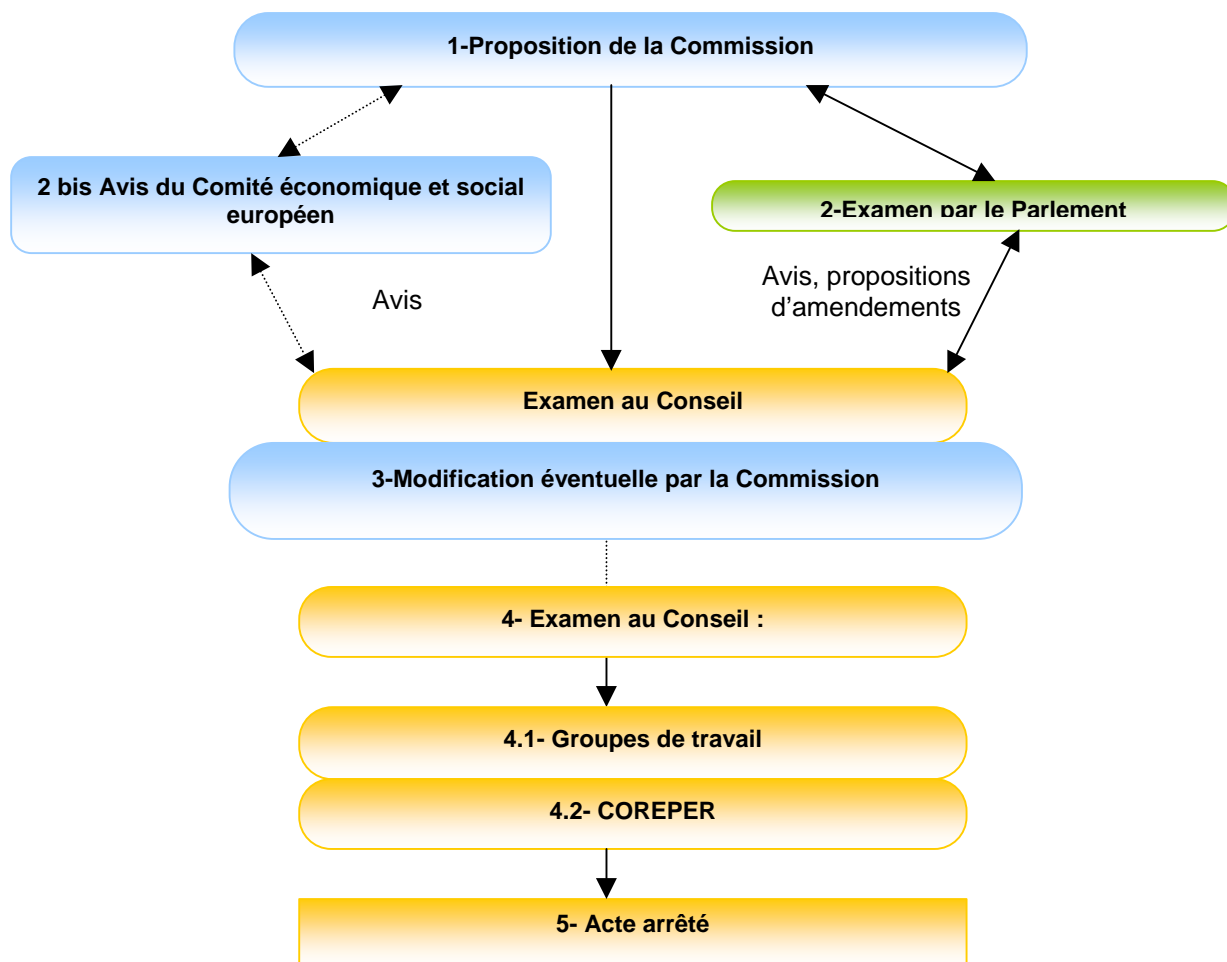 1-Proposition de la Commission
2 bis Avis du Comité économique et social
européen
2-Examen par le Parlement
Avis
Avis, propositions
d’amendements
Examen au Conseil
3-Modification éventuelle par la Commission
4- Examen au Conseil :
4.1- Groupes de travail
4.2- COREPER
5- Acte arrêté